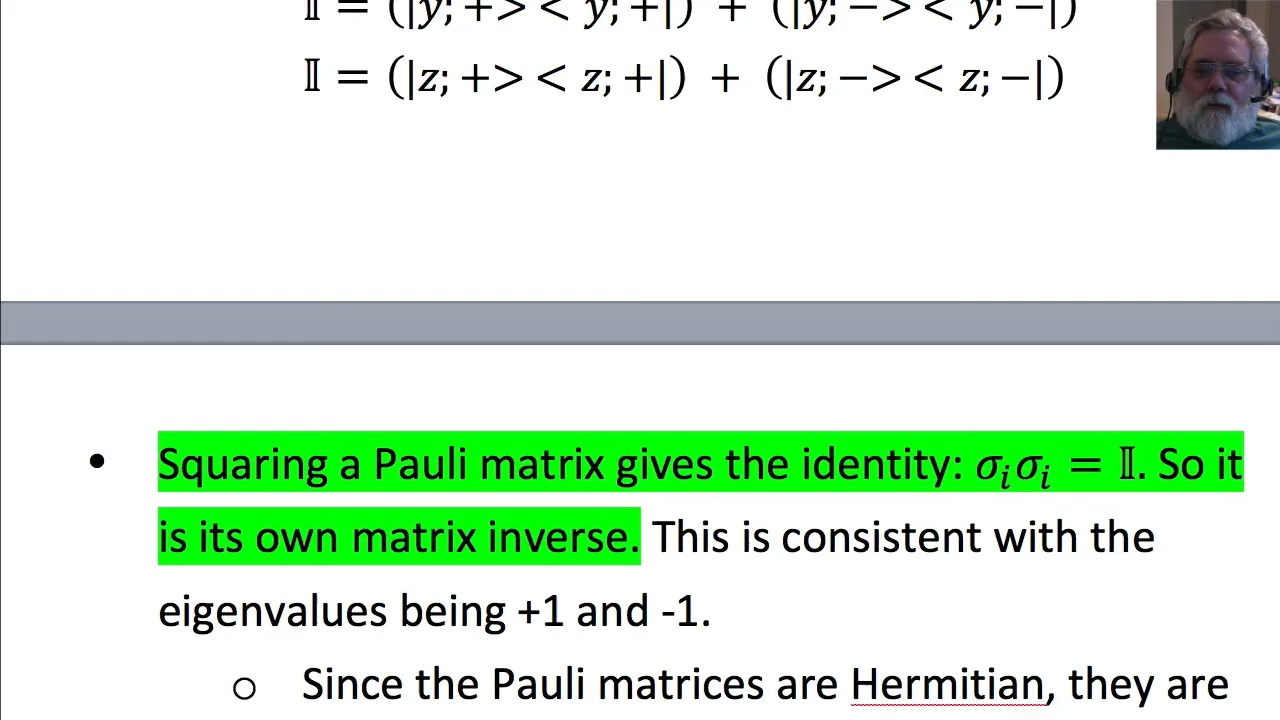 𝕀 = (|y; +> < y; +|) + (|y; −> < y; −|)
𝕀 = (|z; +> < z; +|) + (|z; −> < z; −|)
• Squaring a Pauli matrix gives the identity: σᵢσᵢ = 𝕀. So it
is its own matrix inverse. This is consistent with the
eigenvalues being +1 and -1.
o Since the Pauli matrices are Hermitian, they are